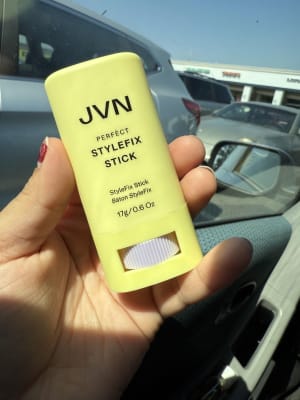 JVN
PERFECT
STYLEFIX
STICK
StyleFix Stick
Bâton StyleFix
17g/0.6 Oz